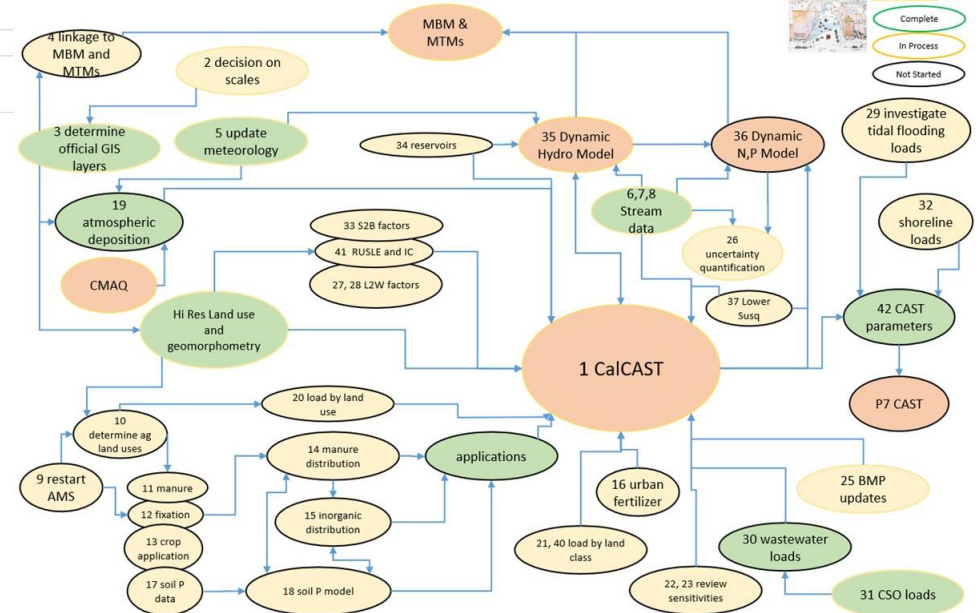 4 linkage to
MBM and
MTMs
MBM &
MTMs
Complete
In Process
Not Started
2 decision on
scales
3 determine
official GIS
layers
5 update
meteorology
34 reservoirs
35 Dynamic
Hydro Model
36 Dynamic
N,P Model
29 investigate
tidal flooding
loads
19
atmospheric
deposition
6,7,8
Stream
data
32
shoreline
loads
33 S2B factors
41 RUSLE and IC
27, 28 L2W factors
26
uncertainty
quantification
CMAQ
37 Lower
Susq
Hi Res Land use
and
geomorphometry
42 CAST
parameters
1 CalCAST
P7 CAST
20 load by land
use
10
determine ag
land uses
14 manure
distribution
applications
9 restart
AMS
11 manure
12 fixation
13 crop
application
17 soil P
data
15 inorganic
distribution
18 soil P model
16 urban
fertilizer
21, 40 load by land
class
25 BMP
updates
30 wastewater
loads
22, 23 review
sensitivities
31 CSO loads